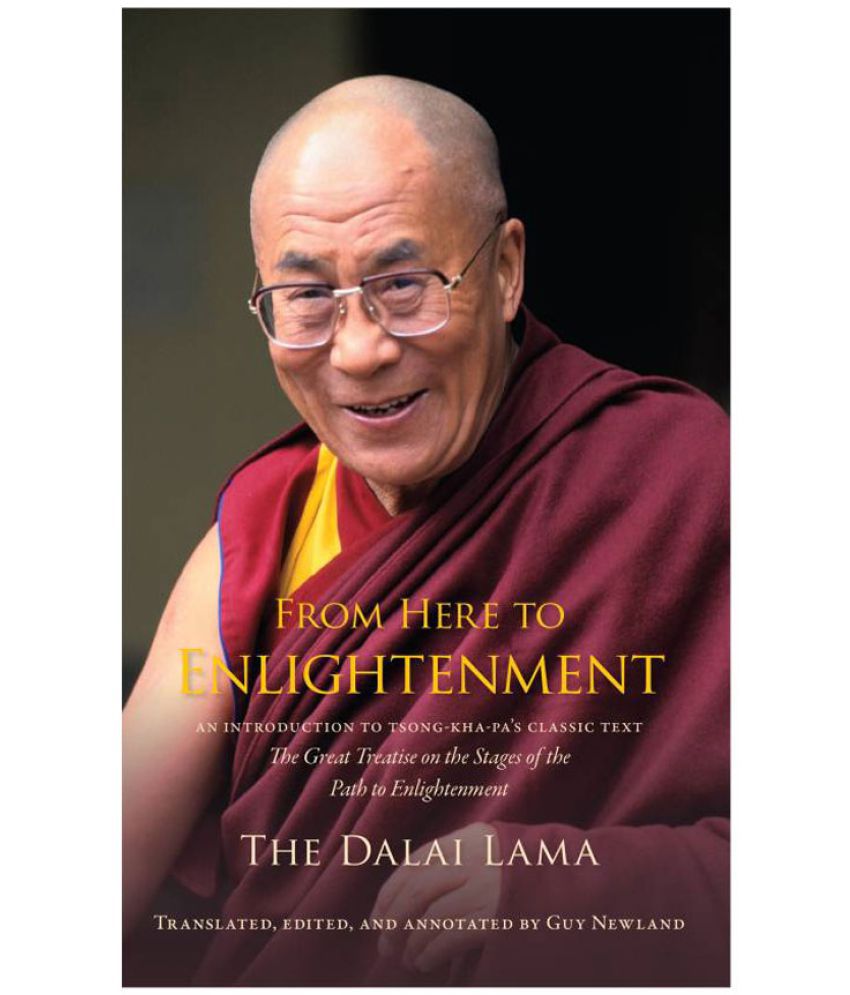 FROM HERE TO
ENLIGHTENMENT
AN INTRODUCTION TO TSONG-KHA-PA'S CLASSIC TEXT
The Great Treatise on the Stages of the
Path to Enlightenment
THE DALAI LAMA
TRANSLATED, EDITED, AND ANNOTATED BY GUY NEWLAND